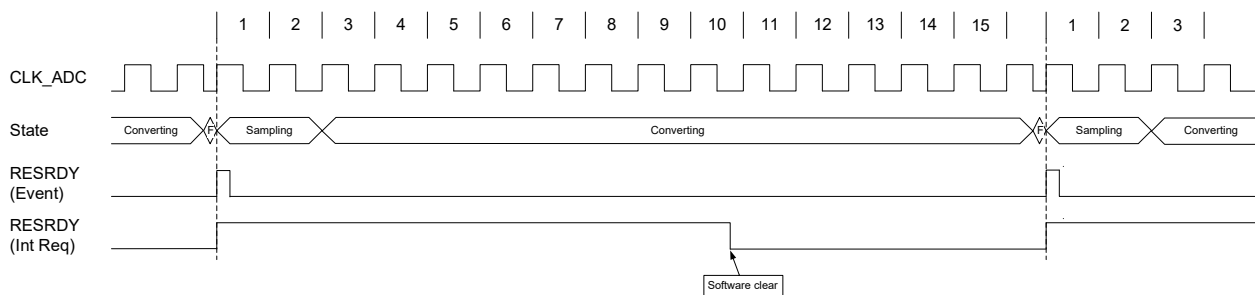 1 2 3 4 5 6 7 8 9 10 11 12 13 14 15 1 2 3
CLK_ADC
State Converting F Sampling Converting F Sampling Converting
RESRDY
(Event)
RESRDY
(Int Req)
Software clear